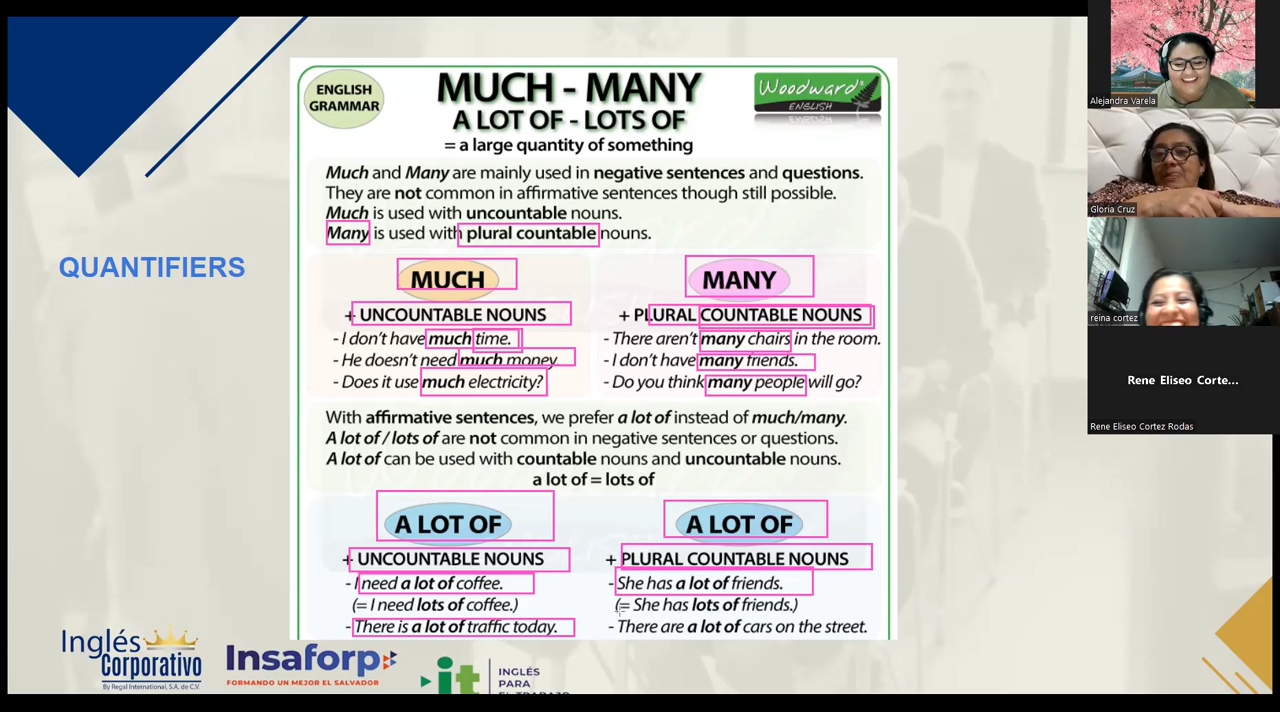 QUANTIFIERS
ENGLISH
GRAMMAR
MUCH - MANY
A LOT OF - LOTS OF
= a large quantity of something
Woodward
ENGLISH
Much and Many are mainly used in negative sentences and questions.
They are not common in affirmative sentences though still possible.
Much is used with uncountable nouns.
Many is used with plural countable nouns.
MUCH
+ UNCOUNTABLE NOUNS
- I don't have much time.
- He doesn't need much money.
- Does it use much electricity?
MANY
+ PLURAL COUNTABLE NOUNS
- There aren't many chairs in the room.
- I don't have many friends.
- Do you think many people will go?
With affirmative sentences, we prefer a lot of instead of much/many.
A lot of / lots of are not common in negative sentences or questions.
A lot of can be used with countable nouns and uncountable nouns.
a lot of = lots of
A LOT OF
+ UNCOUNTABLE NOUNS
- I need a lot of coffee.
(= I need lots of coffee.)
- There is a lot of traffic today.
A LOT OF
+ PLURAL COUNTABLE NOUNS
- She has a lot of friends.
(= She has lots of friends.)
- There are a lot of cars on the street.
Inglés
Corporativo
By Regal International, S.A. de C.V.
Insaforp
FORMANDO UN MEJOR EL SALVADOR
it
INGLÉS
PARA
EL TRABAJO
Alejandra Varela
Gloria Cruz
reina cortez
Rene Eliseo Corte...
Rene Eliseo Cortez Rodas